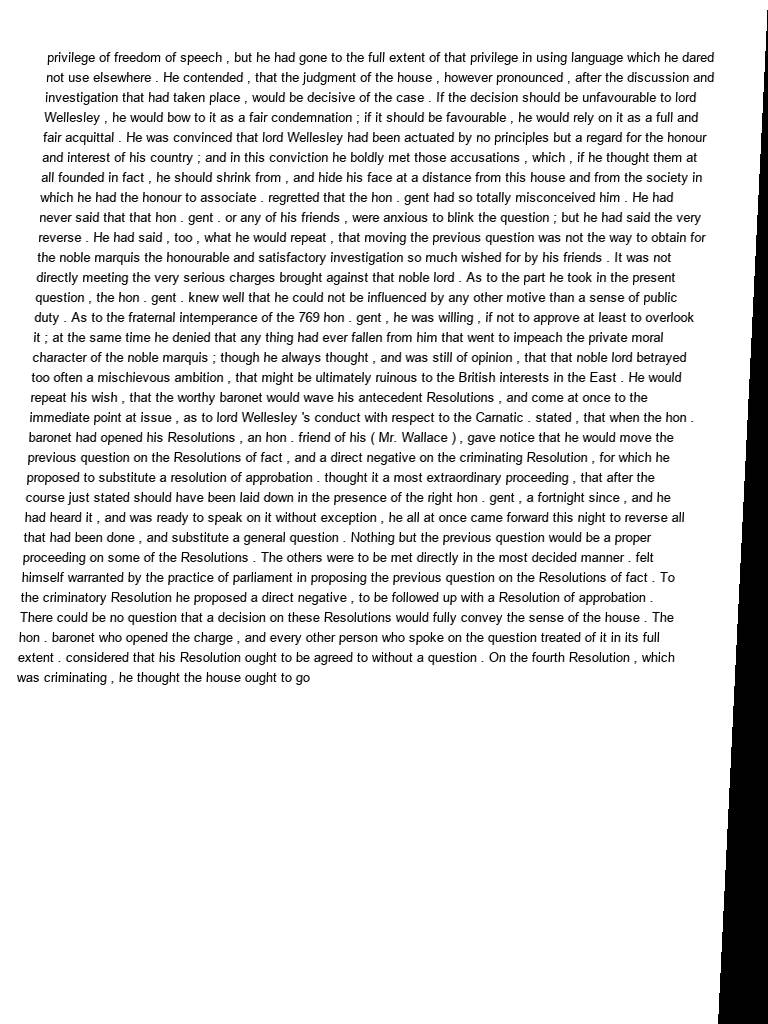 privilege of freedom of speech , but he had gone to the full extent of that privilege in using language which he dared
not use elsewhere . He contended , that the judgment of the house , however pronounced , after the discussion and
investigation that had taken place , would be decisive of the case . If the decision should be unfavourable to lord
Wellesley , he would bow to it as a fair condemnation ; if it should be favourable , he would rely on it as a full and
fair acquittal . He was convinced that lord Wellesley had been actuated by no principles but a regard for the honour
and interest of his country ; and in this conviction he boldly met those accusations , which , if he thought them at
all founded in fact , he should shrink from , and hide his face at a distance from this house and from the society in
which he had the honour to associate . regretted that the hon . gent had so totally misconceived him . He had
never said that that hon . gent . or any of his friends , were anxious to blink the question ; but he had said the very
reverse . He had said , too , what he would repeat , that moving the previous question was not the way to obtain for
the noble marquis the honourable and satisfactory investigation so much wished for by his friends . It was not
directly meeting the very serious charges brought against that noble lord . As to the part he took in the present
question , the hon . gent . knew well that he could not be influenced by any other motive than a sense of public
duty . As to the fraternal intemperance of the 769 hon . gent , he was willing , if not to approve at least to overlook
it ; at the same time he denied that any thing had ever fallen from him that went to impeach the private moral
character of the noble marquis ; though he always thought , and was still of opinion , that that noble lord betrayed
too often a mischievous ambition , that might be ultimately ruinous to the British interests in the East . He would
repeat his wish , that the worthy baronet would wave his antecedent Resolutions , and come at once to the
immediate point at issue , as to lord Wellesley 's conduct with respect to the Carnatic . stated , that when the hon .
baronet had opened his Resolutions , an hon . friend of his ( Mr. Wallace ) , gave notice that he would move the
previous question on the Resolutions of fact , and a direct negative on the criminating Resolution , for which he
proposed to substitute a resolution of approbation . thought it a most extraordinary proceeding , that after the
course just stated should have been laid down in the presence of the right hon . gent , a fortnight since , and he
had heard it , and was ready to speak on it without exception , he all at once came forward this night to reverse all
that had been done , and substitute a general question . Nothing but the previous question would be a proper
proceeding on some of the Resolutions . The others were to be met directly in the most decided manner . felt
himself warranted by the practice of parliament in proposing the previous question on the Resolutions of fact . To
the criminatory Resolution he proposed a direct negative , to be followed up with a Resolution of approbation .
There could be no question that a decision on these Resolutions would fully convey the sense of the house . The
hon . baronet who opened the charge , and every other person who spoke on the question treated of it in its full
extent . considered that his Resolution ought to be agreed to without a question . On the fourth Resolution , which
was criminating , he thought the house ought to go